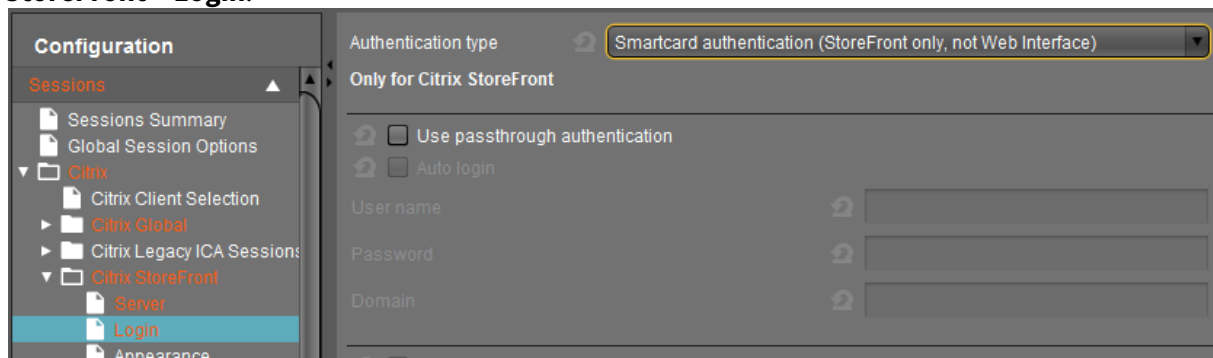 StoreFront
Login.
Configuration
Sessions
Sessions Summary
Global Session Options
Citrix
Citrix Client Selection
Citrix Global
Citrix Legacy ICA Sessions
Citrix StoreFront
Server
Login
Appearance
Authentication type
Smartcard authentication (StoreFront only, not Web Interface)
Only for Citrix StoreFront
Use passthrough authentication
Auto login
User name
Password
Domain